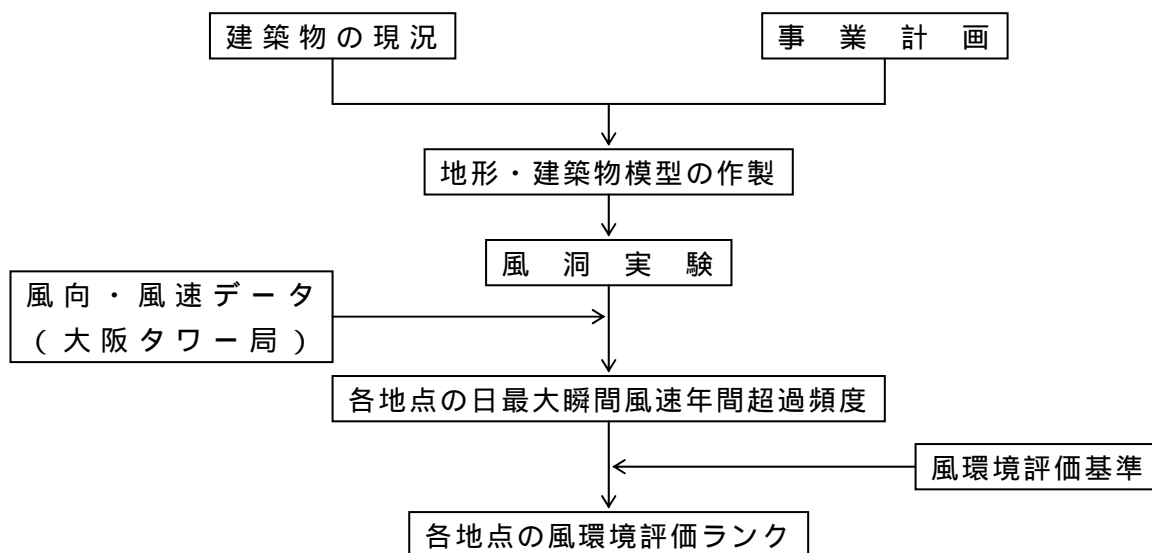 建築物の現況
事業計画
地形・建築物模型の作製
風洞実験
風向・風速データ
（大阪タワー局）
各地点の日最大瞬間風速年間超過頻度
風環境評価基準
各地点の風環境評価ランク